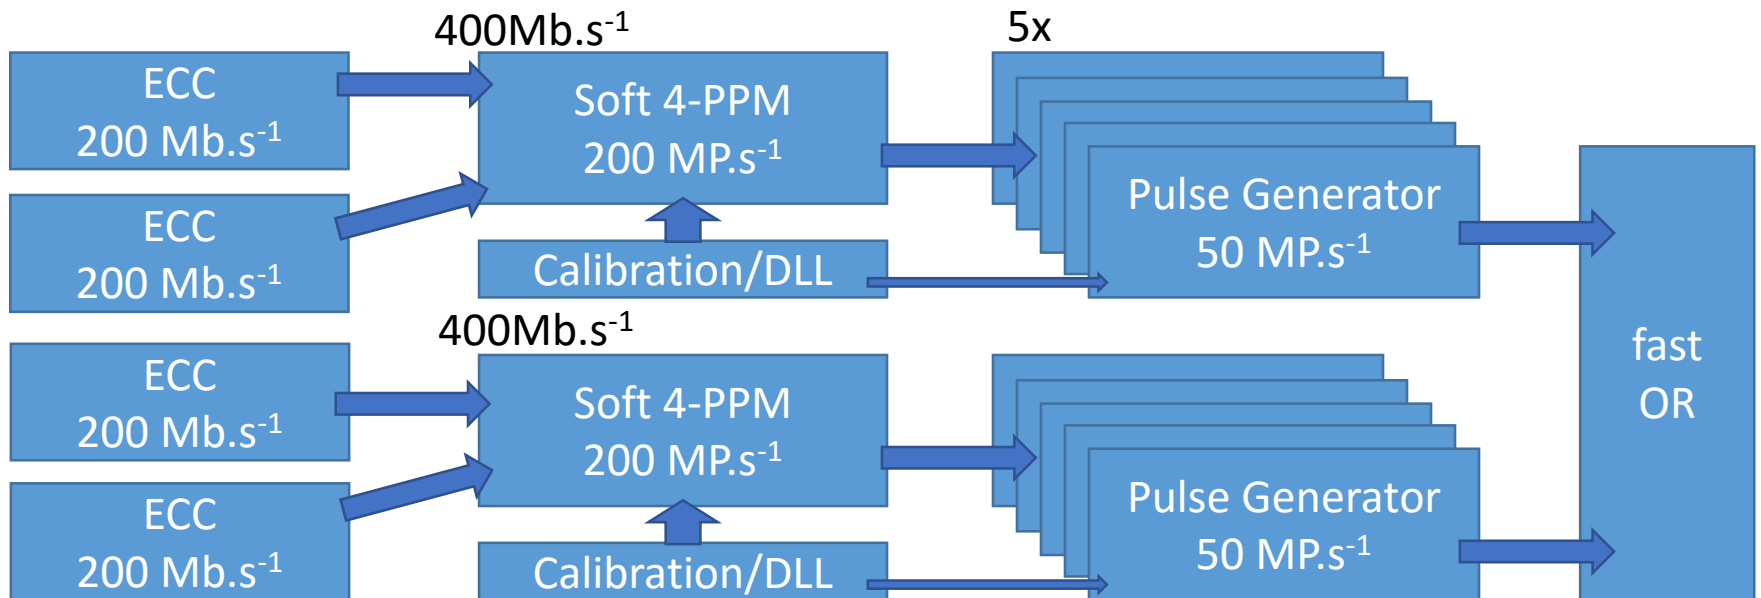 400Mb.s⁻¹
5x
ECC
200 Mb.s⁻¹
Soft 4-PPM
200 MP.s⁻¹
ECC
200 Mb.s⁻¹
Calibration/DLL
Pulse Generator
50 MP.s⁻¹
400Mb.s⁻¹
ECC
200 Mb.s⁻¹
Soft 4-PPM
200 MP.s⁻¹
ECC
200 Mb.s⁻¹
Calibration/DLL
Pulse Generator
50 MP.s⁻¹
fast
OR